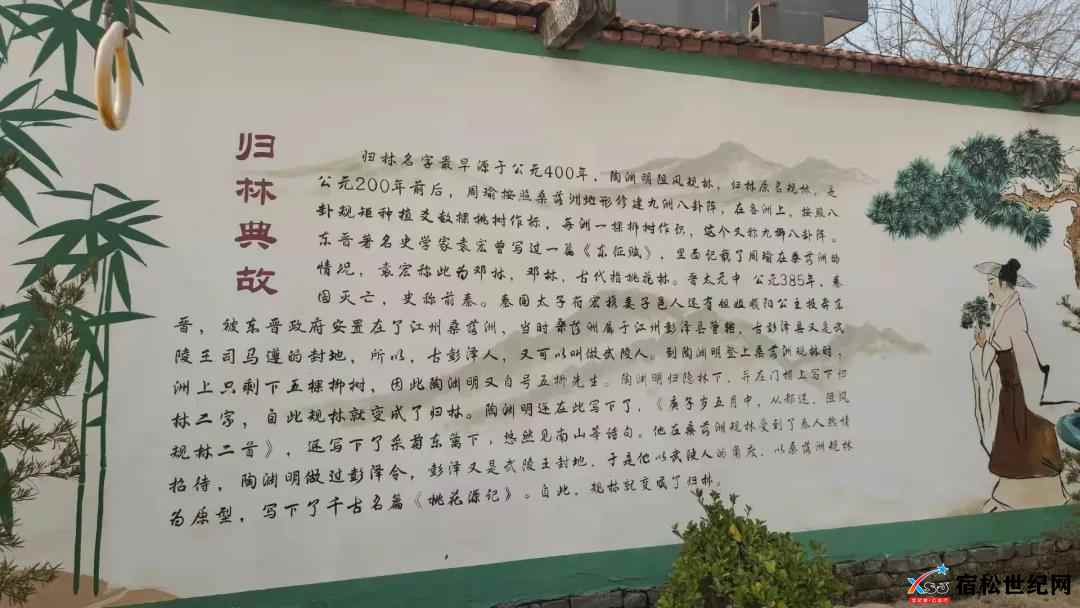 归林典故
归林名字最早源于公元400年，陶渊明阻风规林，归林原名规林，是
公元200年前后，周瑜按照桑落洲地形修建九洲八卦阵，在各洲上，按照八
卦规矩种植爻数棵桃树作标，每洲一棵柳树作识，这个又称九柳八卦阵。
东晋著名史学家袁宏曾写过一篇《东征赋》，里面记载了周瑜在桑落洲的
情况，袁宏称此为邓林，邓林，古代指桃花林。晋太元中 公元385年，秦
国灭亡，史称前秦。秦国太子苻宏携妻子邑人还有姐姐顺阳公主投奔东
晋，被东晋政府安置在了江州桑落洲，当时桑落洲属于江州彭泽县管辖，古彭泽县又是武
陵王司马遵的封地，所以，古彭泽人，又可以叫做武陵人。到陶渊明登上桑落洲规林时，
洲上只剩下五棵柳树，因此陶渊明又自号五柳先生。陶渊明归隐林下，并在门楣上写下归
林二字，自此规林就变成了归林。陶渊明还在此写下了，《庚子岁五月中，从都还，阻风
规林二首》，还写下了采菊东篱下，悠然见南山等语句。他在桑落洲规林受到了秦人热情
招待，陶渊明做过彭泽令，彭泽又是武陵王封地，于是他以武陵人的角度，以桑落洲规林
为原型，写下了千古名篇《桃花源记》。自此，规林就变成了归林。
宿松世纪网